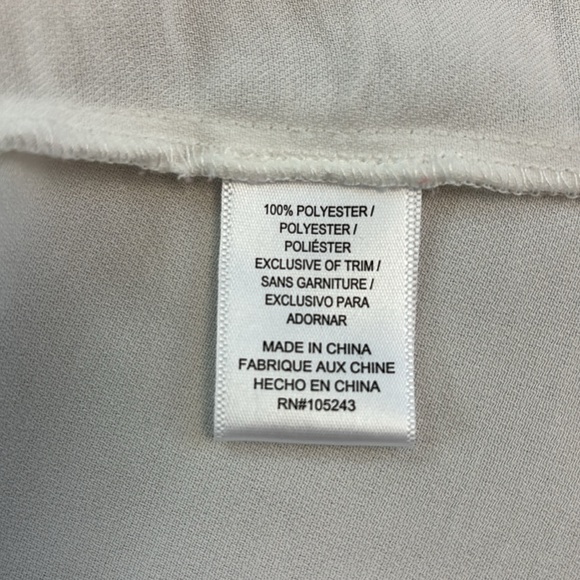 100% POLYESTER /
POLYESTER /
POLIÉSTER
EXCLUSIVE OF TRIM /
SANS GARNITURE /
EXCLUSIVO PARA
ADORNAR
MADE IN CHINA
FABRIQUE AUX CHINE
HECHO EN CHINA
RN#105243